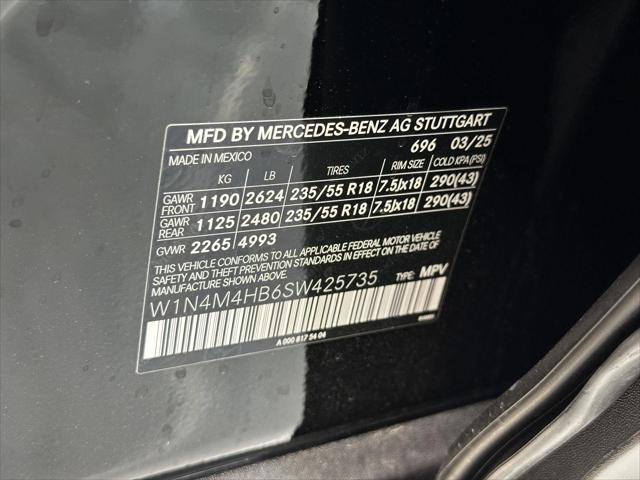 MFD BY MERCEDES-BENZ AG STUTTGART
MADE IN MEXICO 696 03/25
KG LB TIRES RIM SIZE COLD KPA (PSI)
GAWR FRONT 1190 2624 235/55 R18 7.5Jx18 290(43)
GAWR REAR 1125 2480 235/55 R18 7.5Jx18 290(43)
GVWR 2265 4993
THIS VEHICLE CONFORMS TO ALL APPLICABLE FEDERAL MOTOR VEHICLE
SAFETY AND THEFT PREVENTION STANDARDS IN EFFECT ON THE DATE OF
MANUFACTURE SHOWN ABOVE.
W1N4M4HB6SW425735 TYPE: MPV
A 000 817 54 04